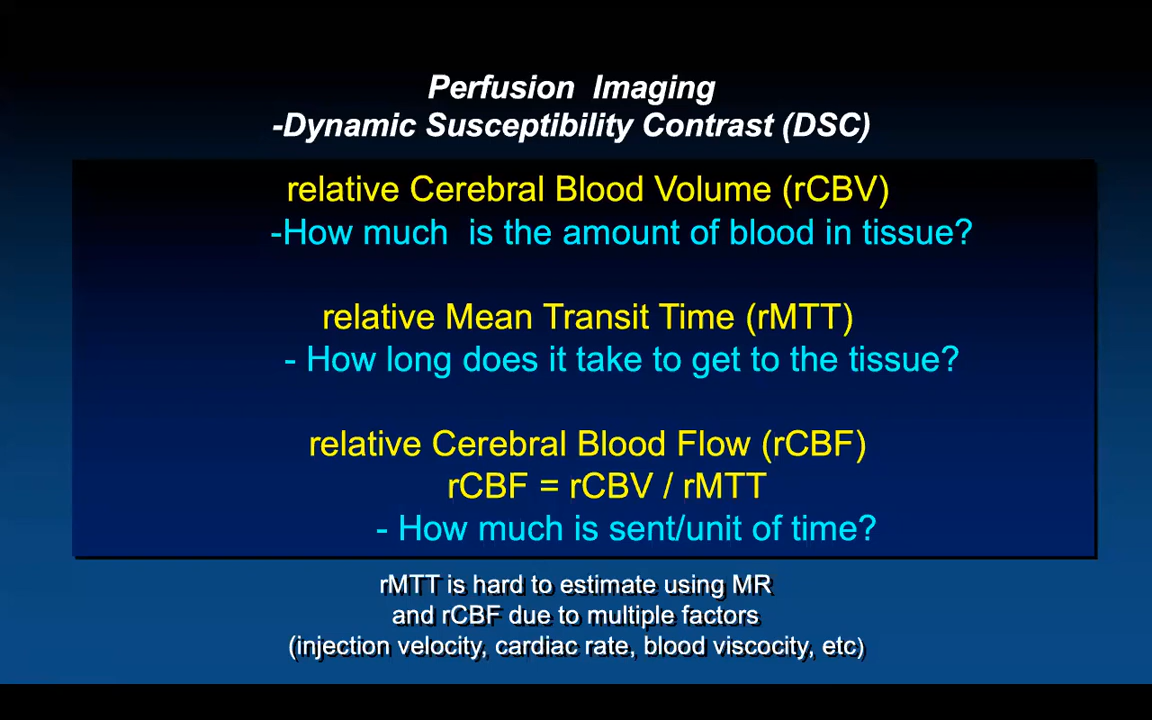 Perfusion Imaging
-Dynamic Susceptibility Contrast (DSC)
relative Cerebral Blood Volume (rCBV)
-How much is the amount of blood in tissue?
relative Mean Transit Time (rMTT)
- How long does it take to get to the tissue?
relative Cerebral Blood Flow (rCBF)
rCBF = rCBV / rMTT
- How much is sent/unit of time?
rMTT is hard to estimate using MR
and rCBF due to multiple factors
(injection velocity, cardiac rate, blood viscocity, etc)